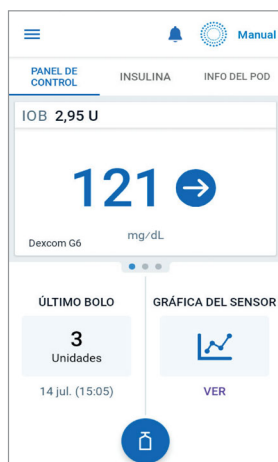 Manual
PANEL DE
CONTROL
INSULINA
INFO DEL POD
IOB 2,95 U
121
mg/dL
Dexcom G6
ÚLTIMO BOLO
3
Unidades
14 jul. (15:05)
GRÁFICA DEL SENSOR
VER